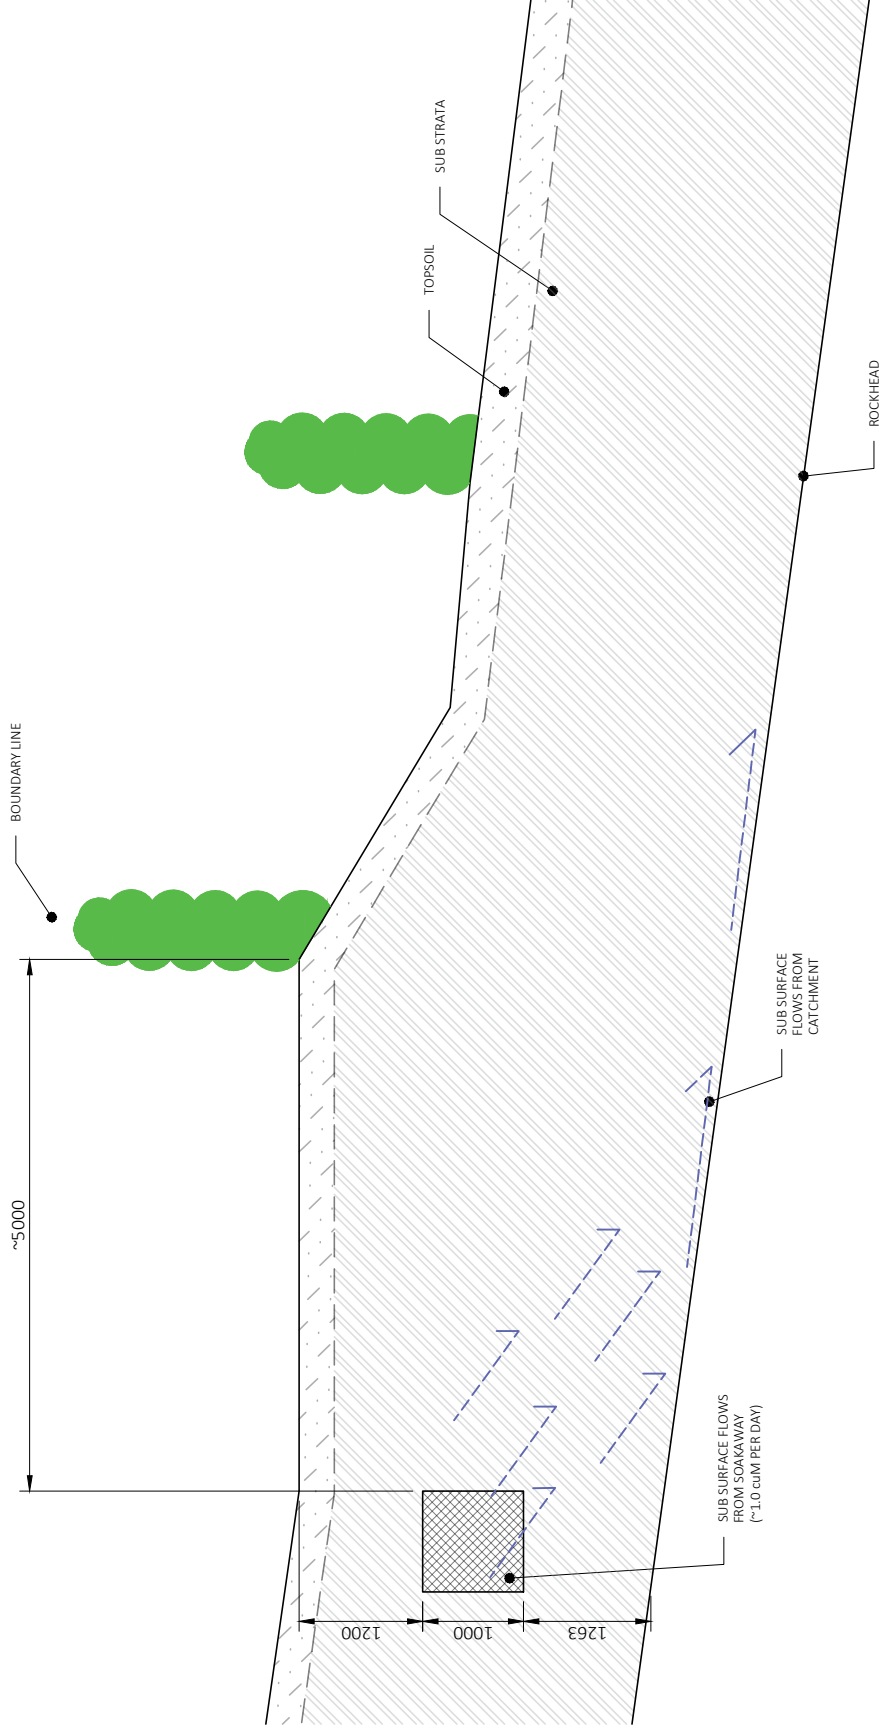 BOUNDARY LINE
~5000
SUB STRATA
TOPSOIL
ROCKHEAD
SUB SURFACE
FLOWS FROM
CATCHMENT
SUB SURFACE FLOWS
FROM SOAKAWAY
(~1.0 cuM PER DAY)
1200
1000
1263